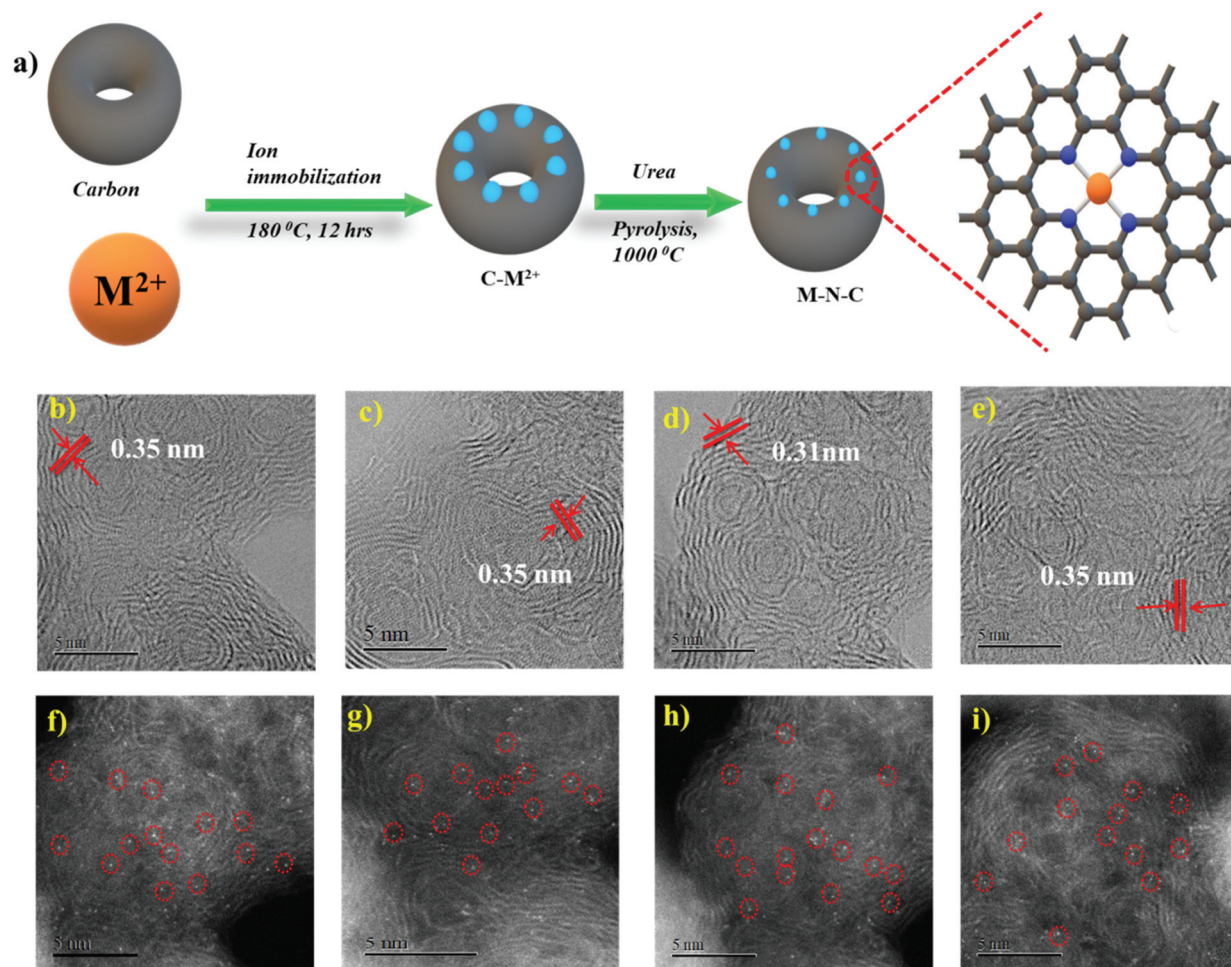 a)
Carbon
M²⁺
Ion
immobilization
180 ⁰C, 12 hrs
C-M²⁺
Urea
Pyrolysis,
1000 ⁰C
M-N-C
b)
0.35 nm
5 nm
c)
0.35 nm
5 nm
d)
0.31nm
5 nm
e)
0.35 nm
5 nm
f)
5 nm
g)
5 nm
h)
5 nm
i)
5 nm